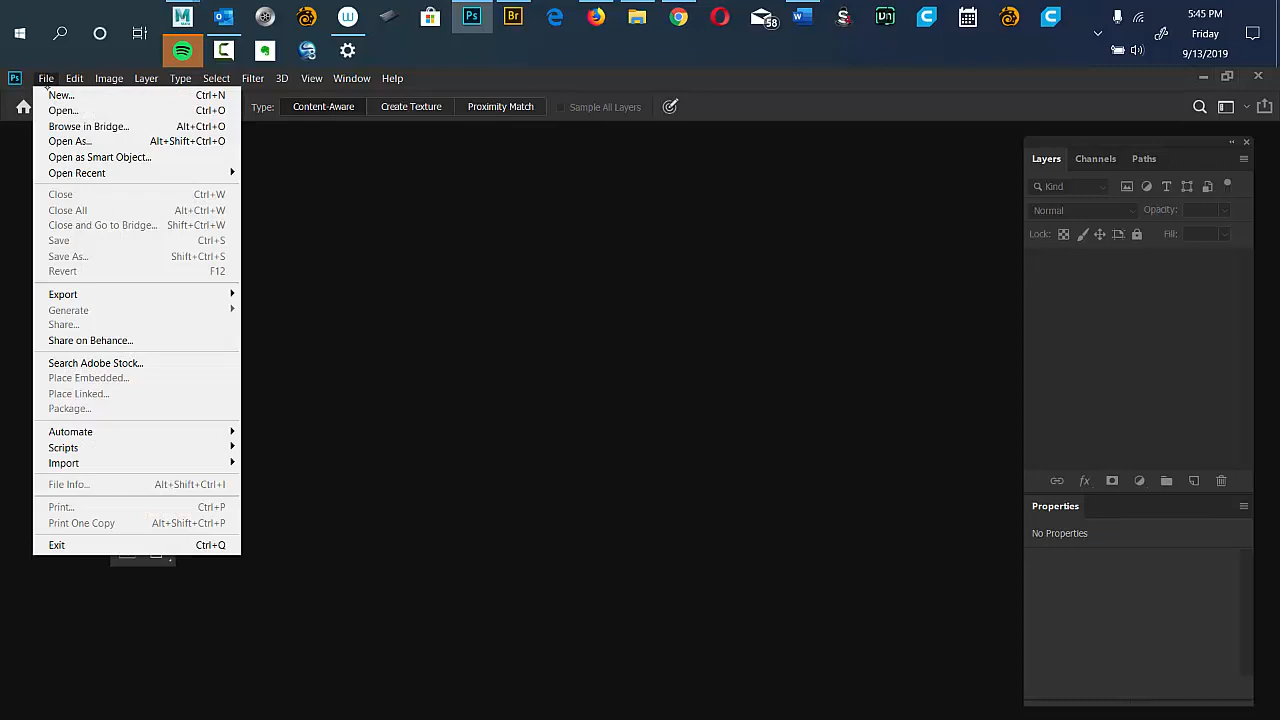 Ps
Br
58
W
5:45 PM
Friday
9/13/2019
Ps
File Edit Image Layer Type Select Filter 3D View Window Help
Type: Content-Aware Create Texture Proximity Match Sample All Layers
New... Ctrl+N
Open... Ctrl+O
Browse in Bridge... Alt+Ctrl+O
Open As... Alt+Shift+Ctrl+O
Open as Smart Object...
Open Recent
Close Ctrl+W
Close All Alt+Ctrl+W
Close and Go to Bridge... Shift+Ctrl+W
Save Ctrl+S
Save As... Shift+Ctrl+S
Revert F12
Export
Generate
Share...
Share on Behance...
Search Adobe Stock...
Place Embedded...
Place Linked...
Package...
Automate
Scripts
Import
File Info... Alt+Shift+Ctrl+I
Print... Ctrl+P
Print One Copy Alt+Shift+Ctrl+P
Exit Ctrl+Q
Layers Channels Paths
Kind
Normal Opacity:
Lock: Fill:
fx
Properties
No Properties